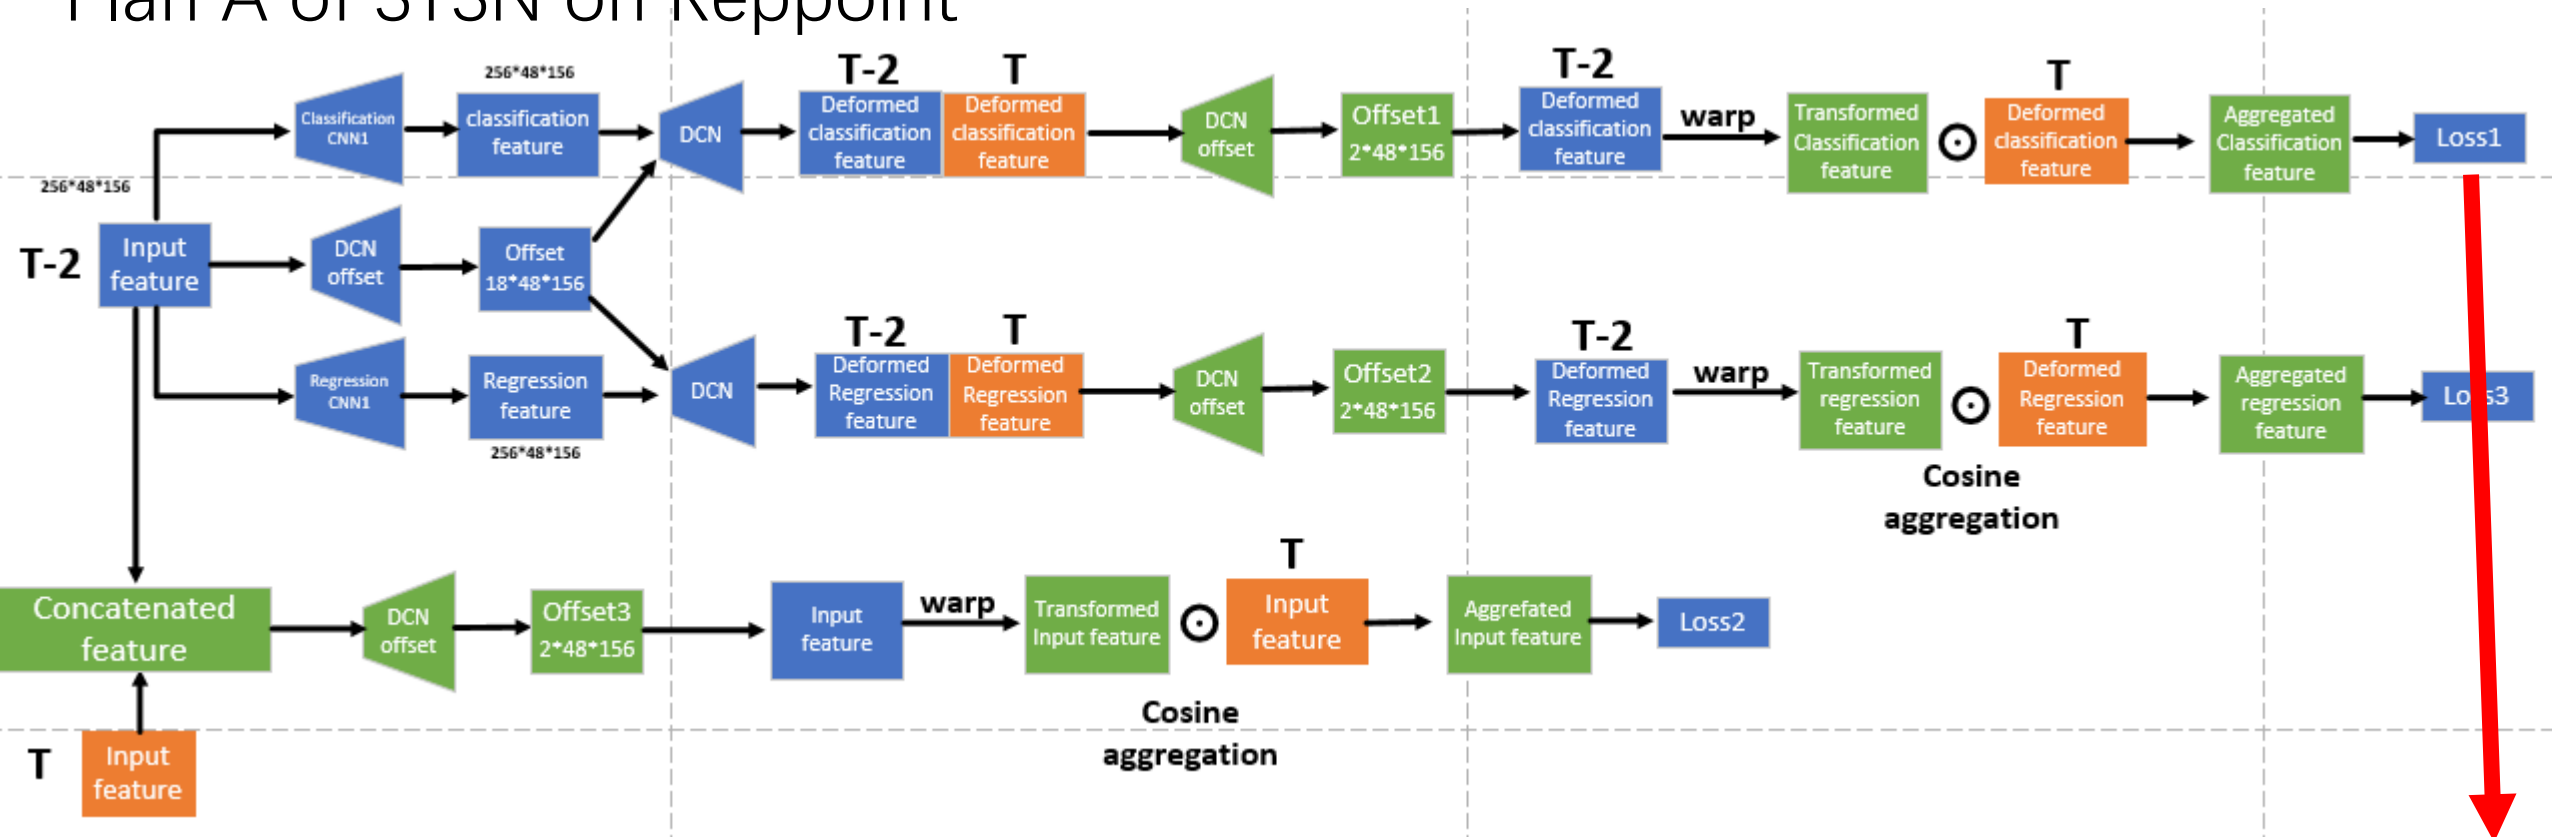 Plan A of STSN on Reppoint
T-2
T
T-2
T
256*48*156
Classification
CNN1
classification
feature
DCN
Deformed
classification
feature
Deformed
classification
feature
DCN
offset
Offset1
2*48*156
Deformed
classification
feature
warp
Transformed
Classification
feature
Deformed
classification
feature
Aggregated
Classification
feature
Loss1
256*48*156
T-2
Input
feature
DCN
offset
Offset
18*48*156
T-2
T
T-2
T
Regression
CNN1
Regression
feature
256*48*156
DCN
Deformed
Regression
feature
Deformed
Regression
feature
DCN
offset
Offset2
2*48*156
Deformed
Regression
feature
warp
Transformed
regression
feature
Deformed
Regression
feature
Aggregated
regression
feature
Loss3
Cosine
aggregation
Concatenated
feature
DCN
offset
Offset3
2*48*156
Input
feature
warp
Transformed
Input feature
T
Input
feature
Aggrefated
Input feature
Loss2
Cosine
aggregation
T
Input
feature